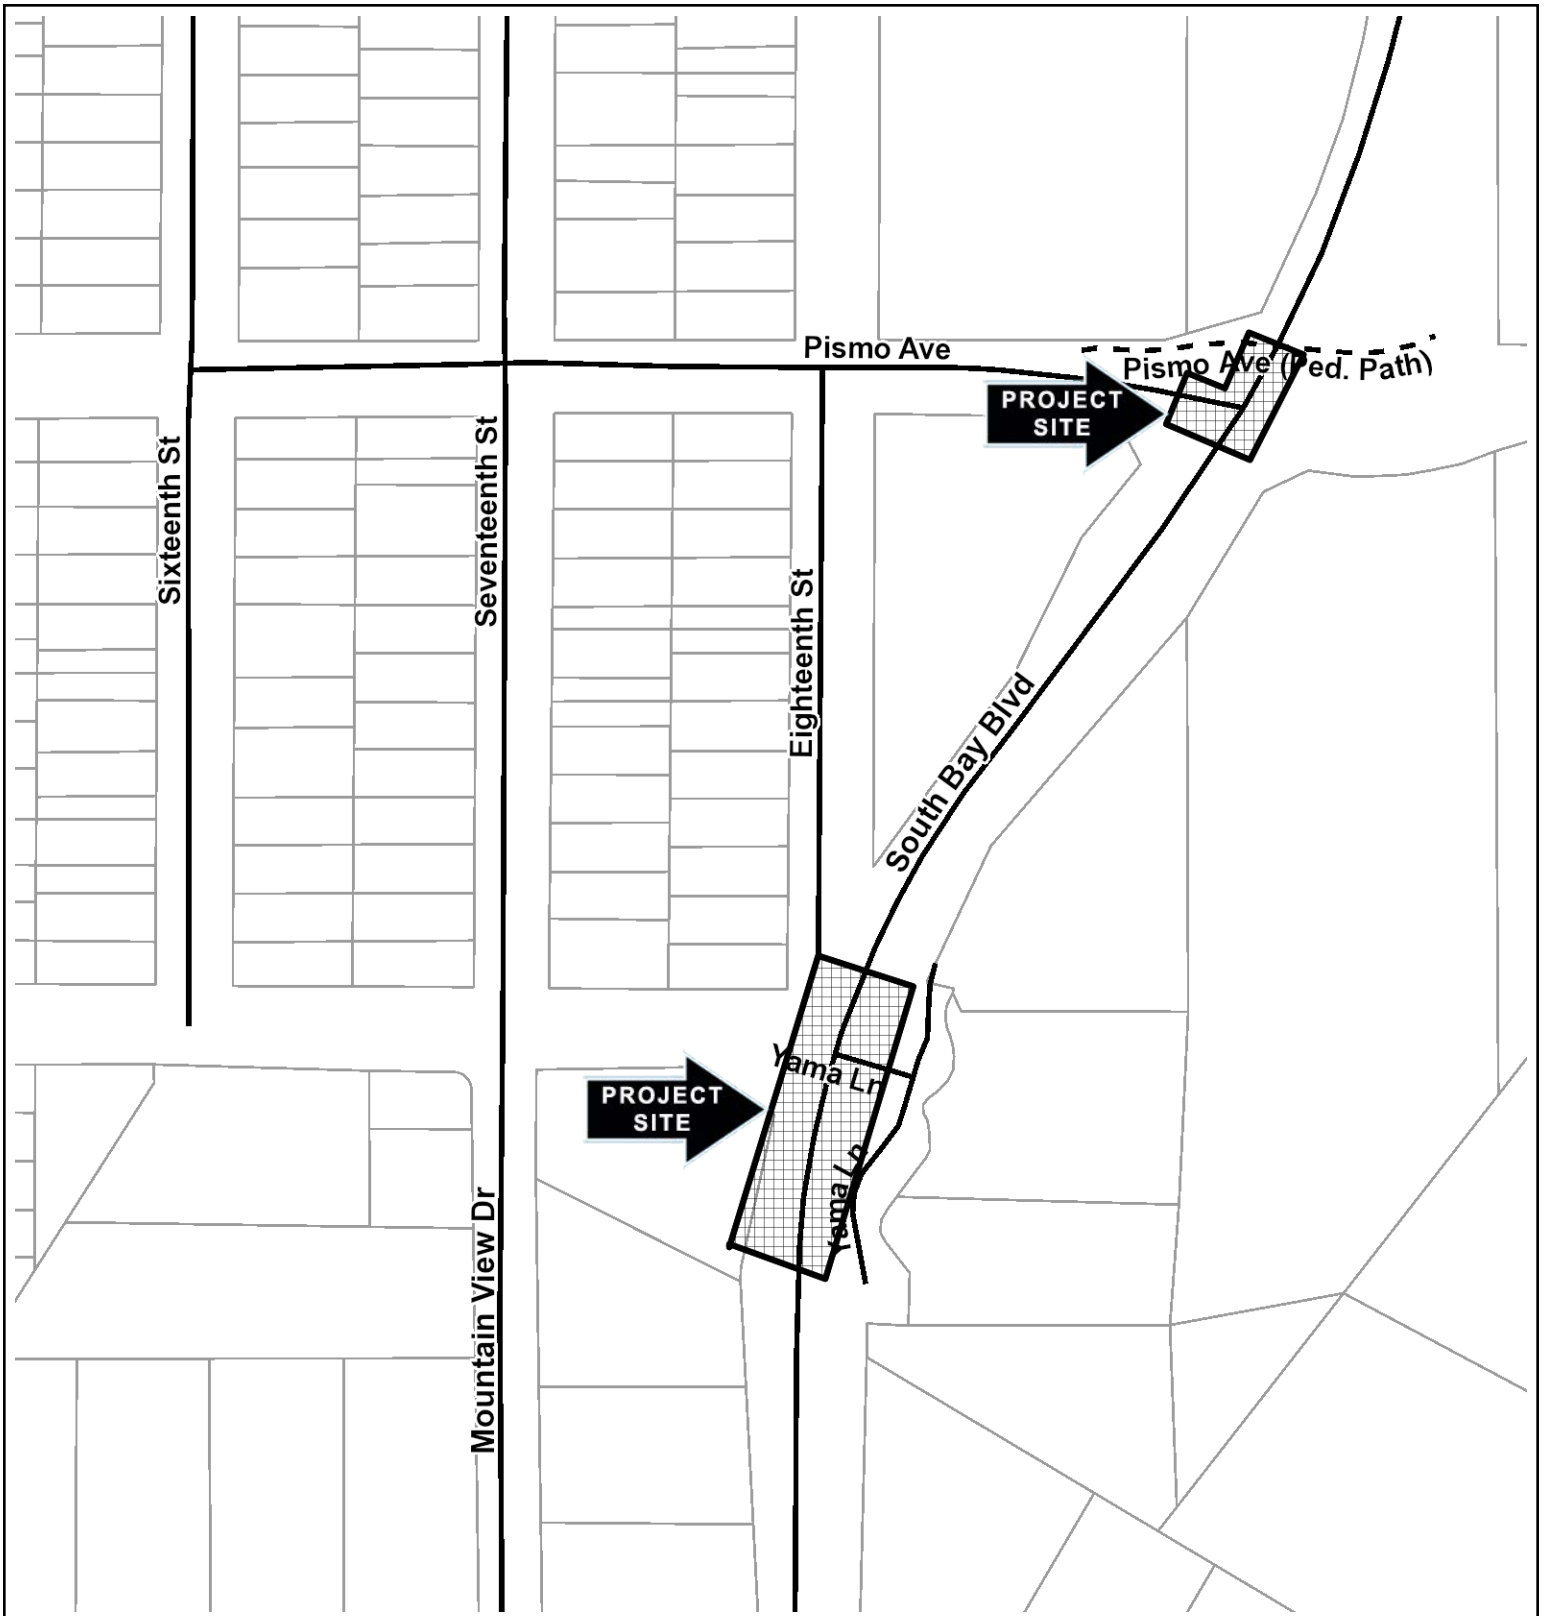 Pismo Ave
Pismo Ave (Ped. Path)
PROJECT
SITE
Sixteenth St
Seventeenth St
Eighteenth St
South Bay Blvd
Yama Ln
PROJECT
SITE
Yama Ln
Mountain View Dr